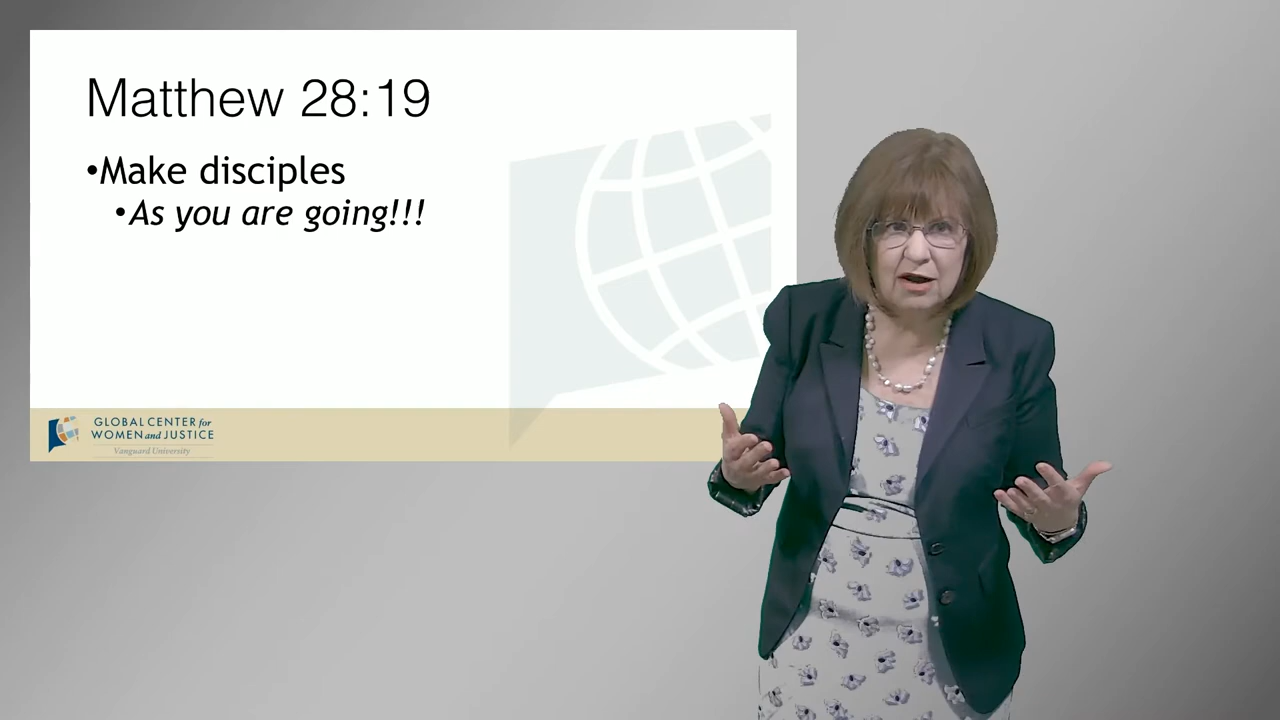 Matthew 28:19
•Make disciples
•As you are going!!!
GLOBAL CENTER for
WOMEN and JUSTICE
Vanguard University